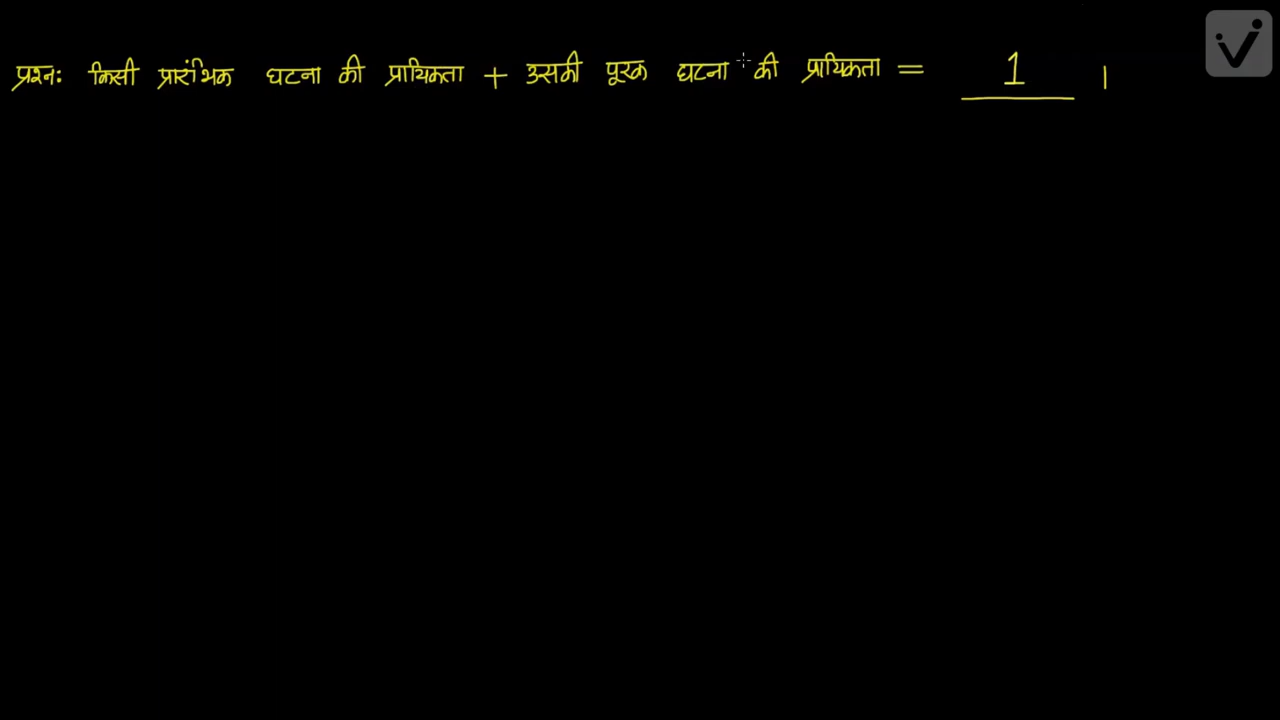 प्रश्न: किसी प्रारंभिक घटना की प्रायिकता + उसकी पूरक घटना की प्रायिकता = 1 ।